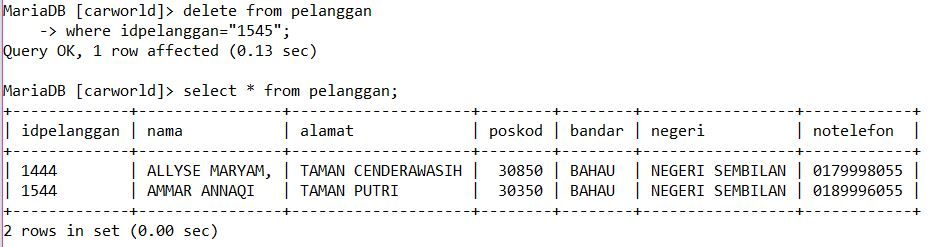 MariaDB [carworld]> delete from pelanggan
    -> where idpelanggan="1545";
Query OK, 1 row affected (0.13 sec)
MariaDB [carworld]> select * from pelanggan;
+-------------+----------------+---------------------+--------+--------+-----------------+------------+
| idpelanggan | nama           | alamat              | poskod | bandar | negeri          | notelefon  |
+-------------+----------------+---------------------+--------+--------+-----------------+------------+
| 1444        | ALLYSE MARYAM, | TAMAN CENDERAWASIH |  30850 | BAHAU  | NEGERI SEMBILAN | 0179998055 |
| 1544        | AMMAR ANNAQI   | TAMAN PUTRI         |  30350 | BAHAU  | NEGERI SEMBILAN | 0189996055 |
+-------------+----------------+---------------------+--------+--------+-----------------+------------+
2 rows in set (0.00 sec)